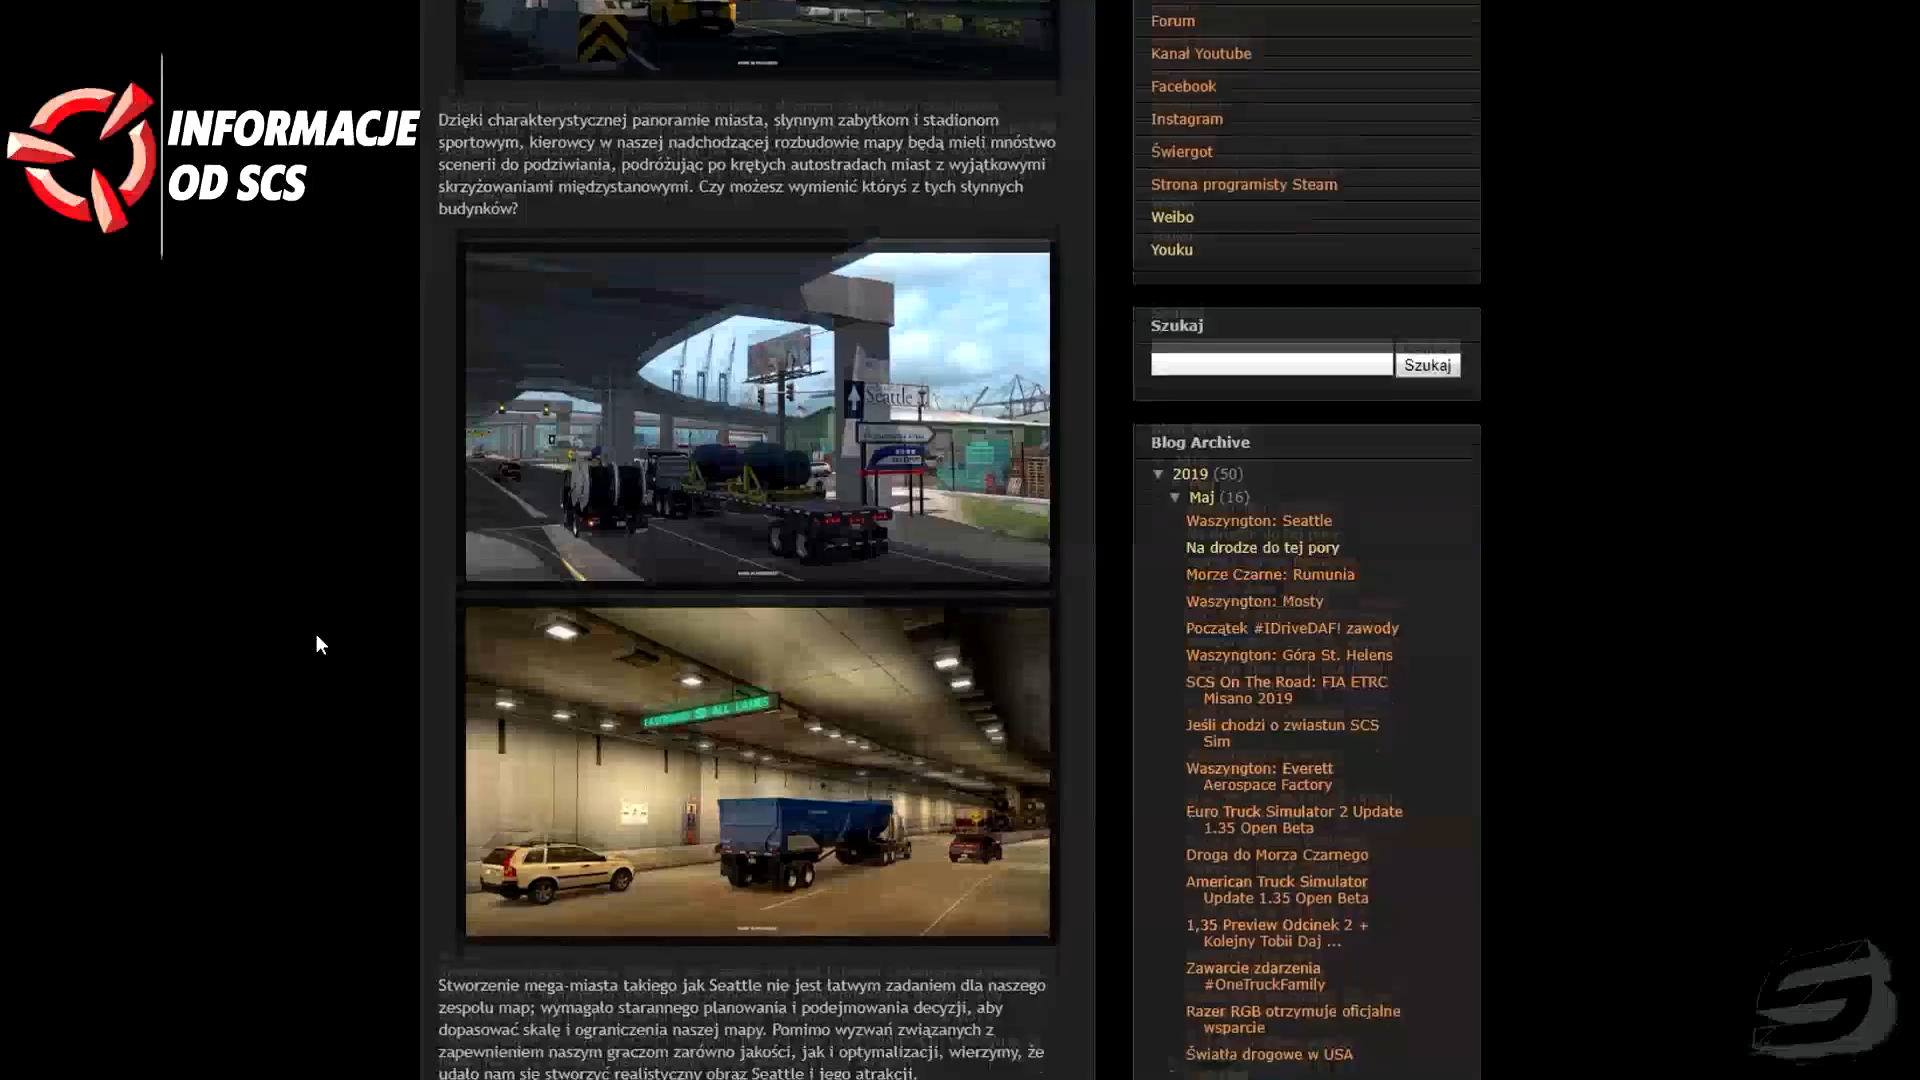 INFORMACJE
OD SCS
Dzięki charakterystycznej panoramie miasta, słynnym zabytkom i stadionom
sportowym, kierowcy w naszej nadchodzącej rozbudowie mapy będą mieli mnóstwo
scenerii do podziwiania, podróżując po krętych autostradach miast z wyjątkowymi
skrzyżowaniami międzystanowymi. Czy możesz wymienić któryś z tych słynnych
budynków?
Seattle
ALL LANES
Stworzenie mega-miasta takiego jak Seattle nie jest łatwym zadaniem dla naszego
zespołu map; wymagało starannego planowania i podejmowania decyzji, aby
dopasować skalę i ograniczenia naszej mapy. Pomimo wyzwań związanych z
zapewnieniem naszym graczom zarówno jakości, jak i optymalizacji, wierzymy, że
udało nam się stworzyć realistyczny obraz Seattle i jego atrakcji.
Forum
Kanał Youtube
Facebook
Instagram
Świergot
Strona programisty Steam
Weibo
Youku
Szukaj
Szukaj
Blog Archive
▼ 2019 (50)
▼ Maj (16)
Waszyngton: Seattle
Na drodze do tej pory
Morze Czarne: Rumunia
Waszyngton: Mosty
Początek #IDriveDAF! zawody
Waszyngton: Góra St. Helens
SCS On The Road: FIA ETRC
Misano 2019
Jeśli chodzi o zwiastun SCS
Sim
Waszyngton: Everett
Aerospace Factory
Euro Truck Simulator 2 Update
1.35 Open Beta
Droga do Morza Czarnego
American Truck Simulator
Update 1.35 Open Beta
1,35 Preview Odcinek 2 +
Kolejny Tobii Daj ...
Zawarcie zdarzenia
#OneTruckFamily
Razer RGB otrzymuje oficjalne
wsparcie
Światła drogowe w USA